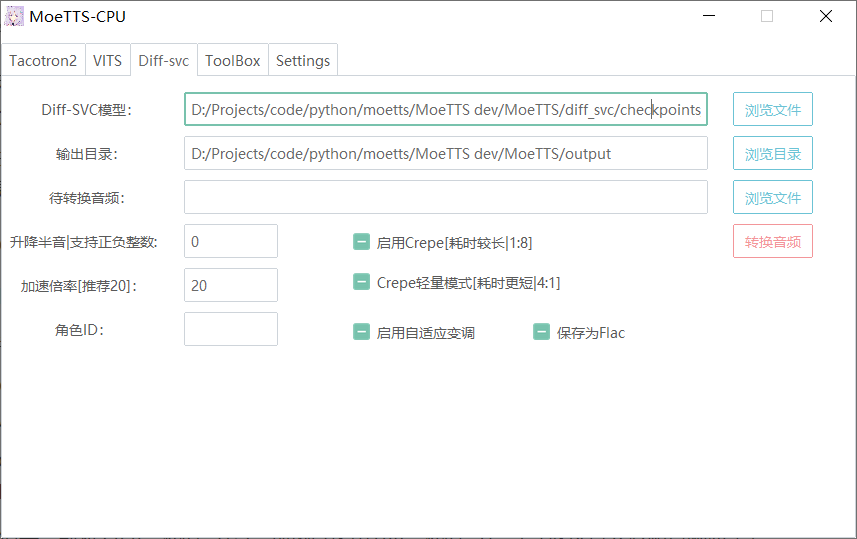 MoeTTS-CPU
Tacotron2 VITS Diff-svc ToolBox Settings
Diff-SVC模型： D:/Projects/code/python/moetts/MoeTTS dev/MoeTTS/diff_svc/checkpoints 浏览文件
输出目录： D:/Projects/code/python/moetts/MoeTTS dev/MoeTTS/output 浏览目录
待转换音频： 浏览文件
升降半音|支持正负整数: 0 启用Crepe[耗时较长|1:8] 转换音频
加速倍率[推荐20]： 20 Crepe轻量模式[耗时更短|4:1]
角色ID： 启用自适应变调 保存为Flac